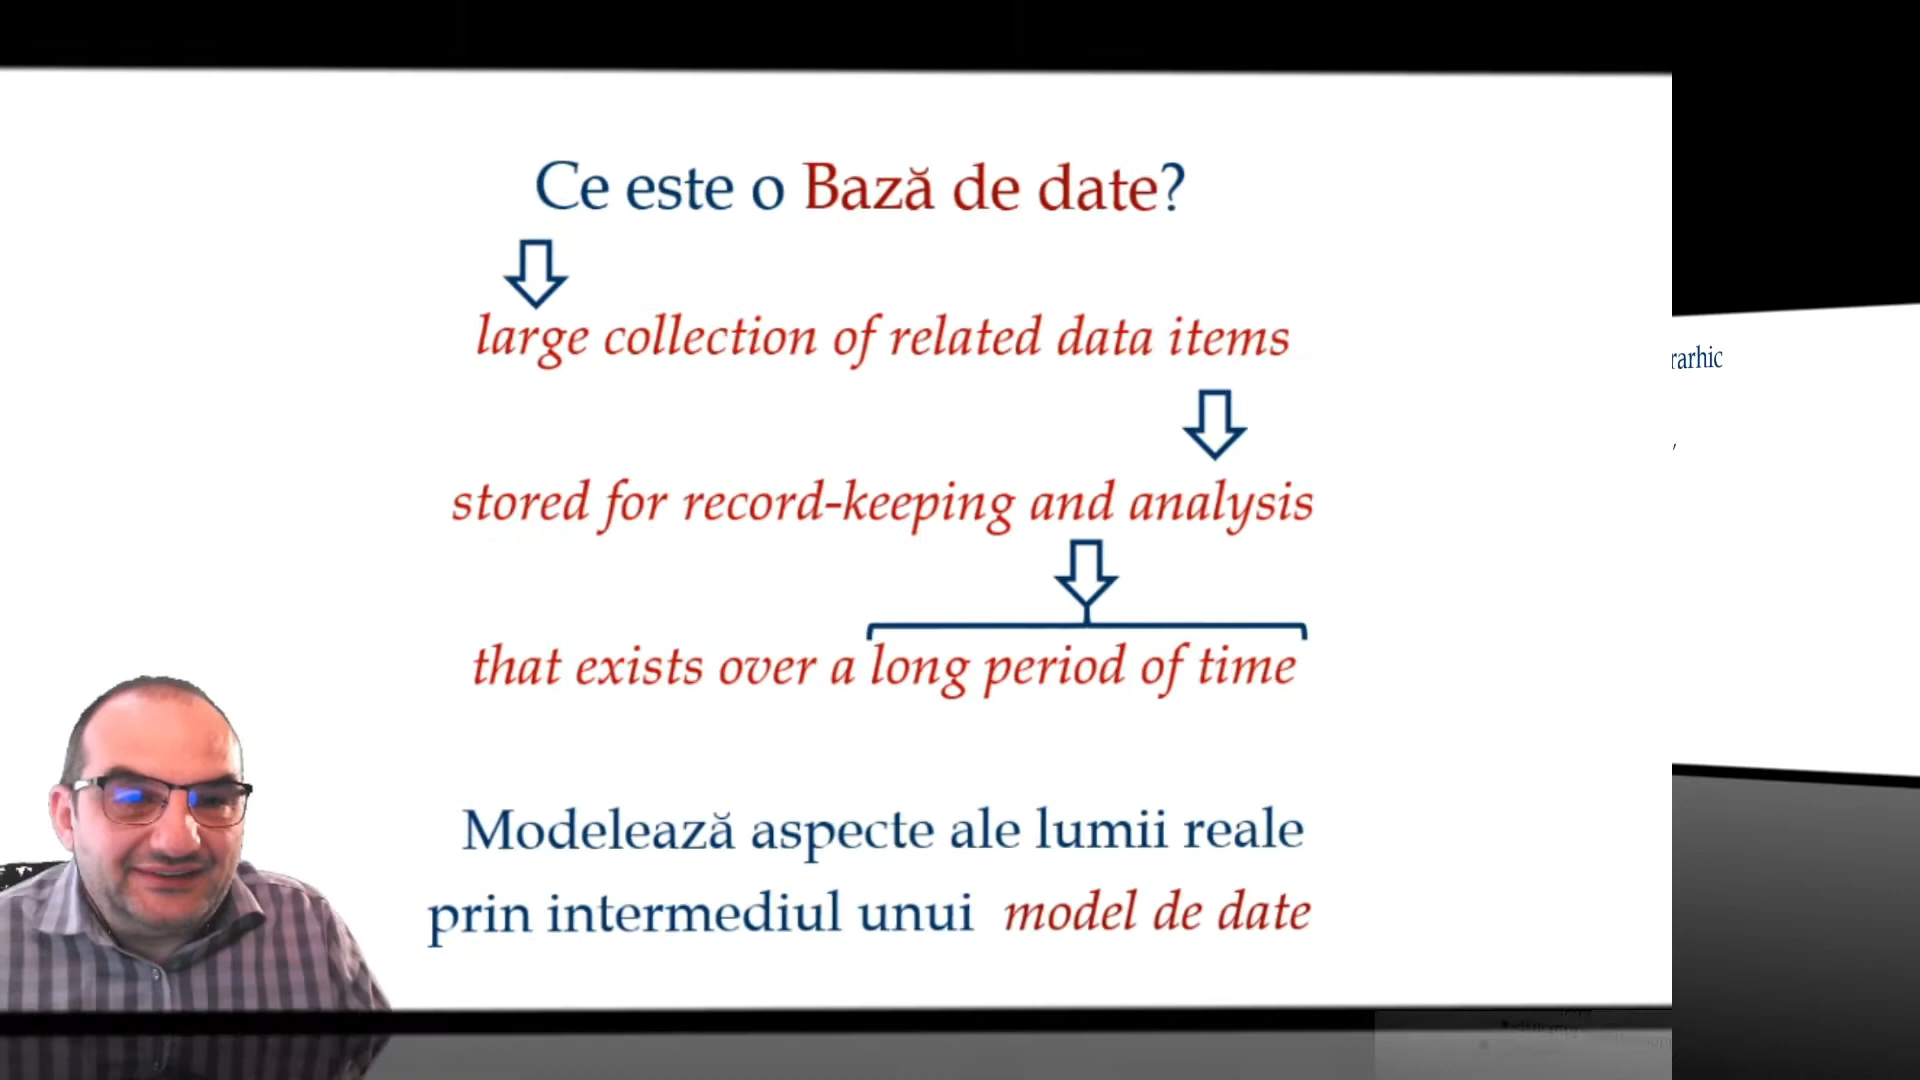 Ce este o Bază de date?
large collection of related data items
stored for record-keeping and analysis
that exists over a long period of time
Modelează aspecte ale lumii reale
prin intermediul unui model de date
rarhic